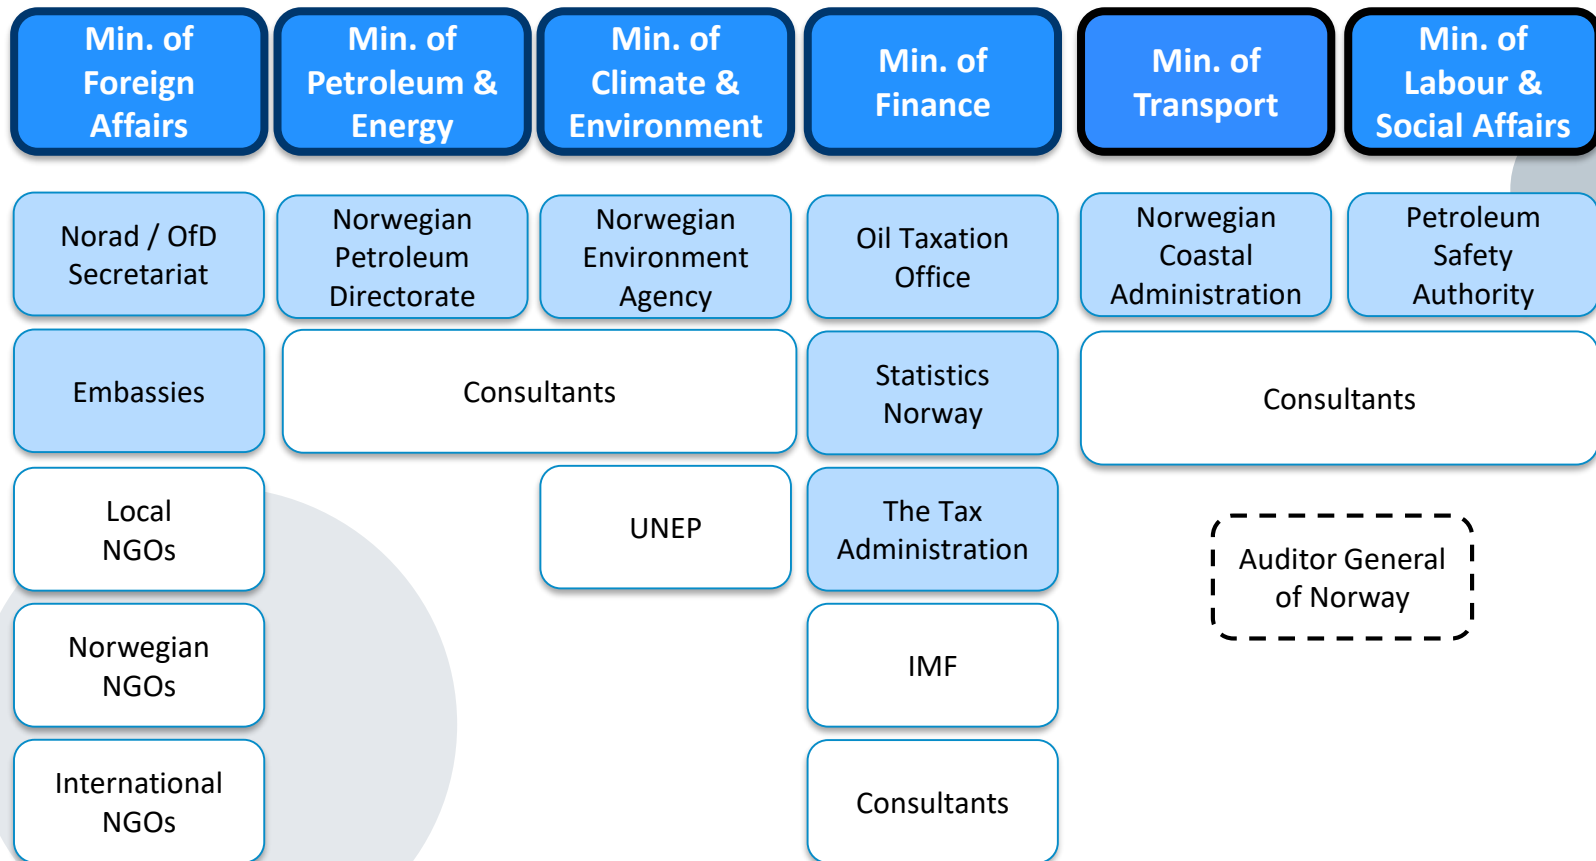 Min. of
Foreign
Affairs
Min. of
Petroleum &
Energy
Min. of
Climate &
Environment
Min. of
Finance
Min. of
Transport
Min. of
Labour &
Social Affairs
Norad / OfD
Secretariat
Norwegian
Petroleum
Directorate
Norwegian
Environment
Agency
Oil Taxation
Office
Norwegian
Coastal
Administration
Petroleum
Safety
Authority
Embassies
Consultants
Statistics
Norway
Consultants
Local
NGOs
UNEP
The Tax
Administration
Auditor General
of Norway
Norwegian
NGOs
IMF
International
NGOs
Consultants